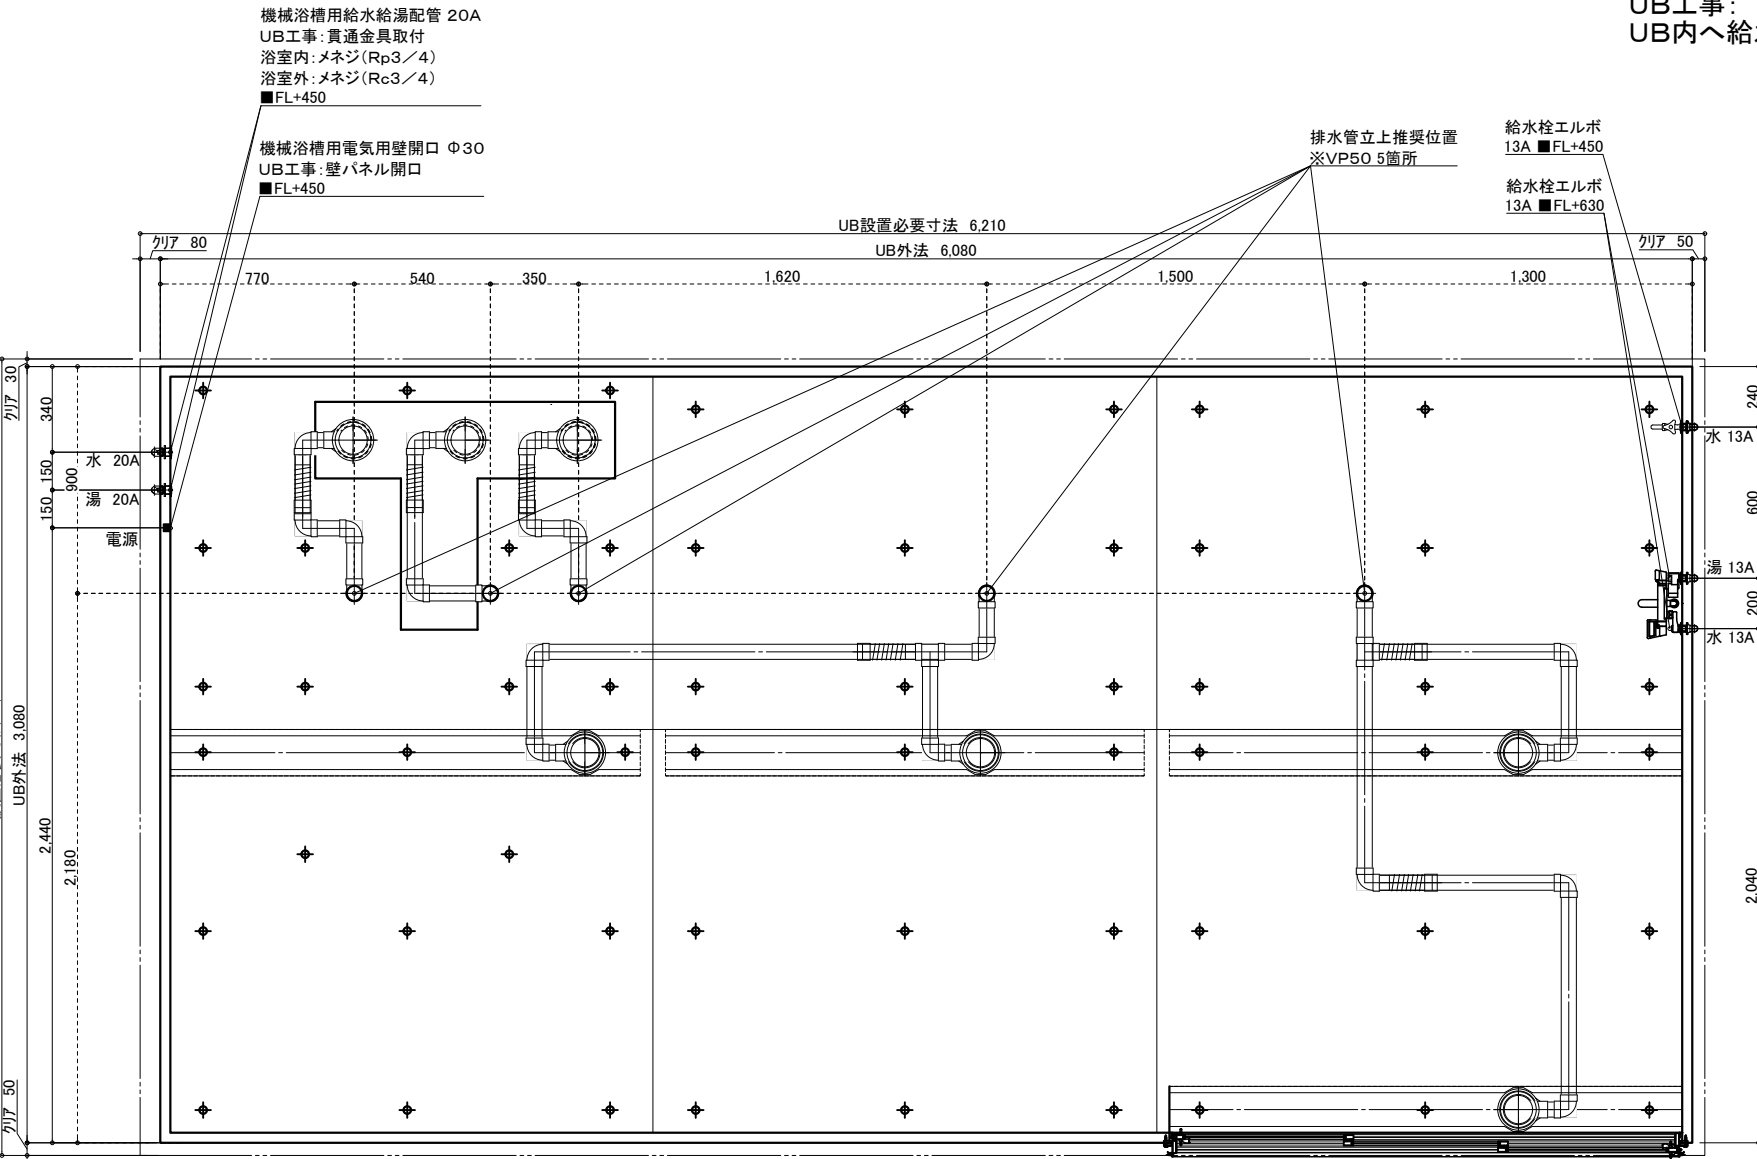 UB工事:
UB内へ給
機械浴槽用給水給湯配管 20A
UB工事:貫通金具取付
浴室内:メネジ(Rp3/4)
浴室外:メネジ(Rc3/4)
■FL+450
機械浴槽用電気用壁開口 Φ30
UB工事:壁パネル開口
■FL+450
排水管立上推奨位置
※VP50 5箇所
給水栓エルボ
13A ■FL+450
給水栓エルボ
13A ■FL+630
UB設置必要寸法 6,210
クリア 80
UB外法 6,080
クリア 50
770
540
350
1,620
1,500
1,300
クリア 30
340
150
150
900
水 20A
湯 20A
電源
UB外法 3,080
2,440
2,180
クリア 50
240
水 13A
600
湯 13A
200
水 13A
2,040